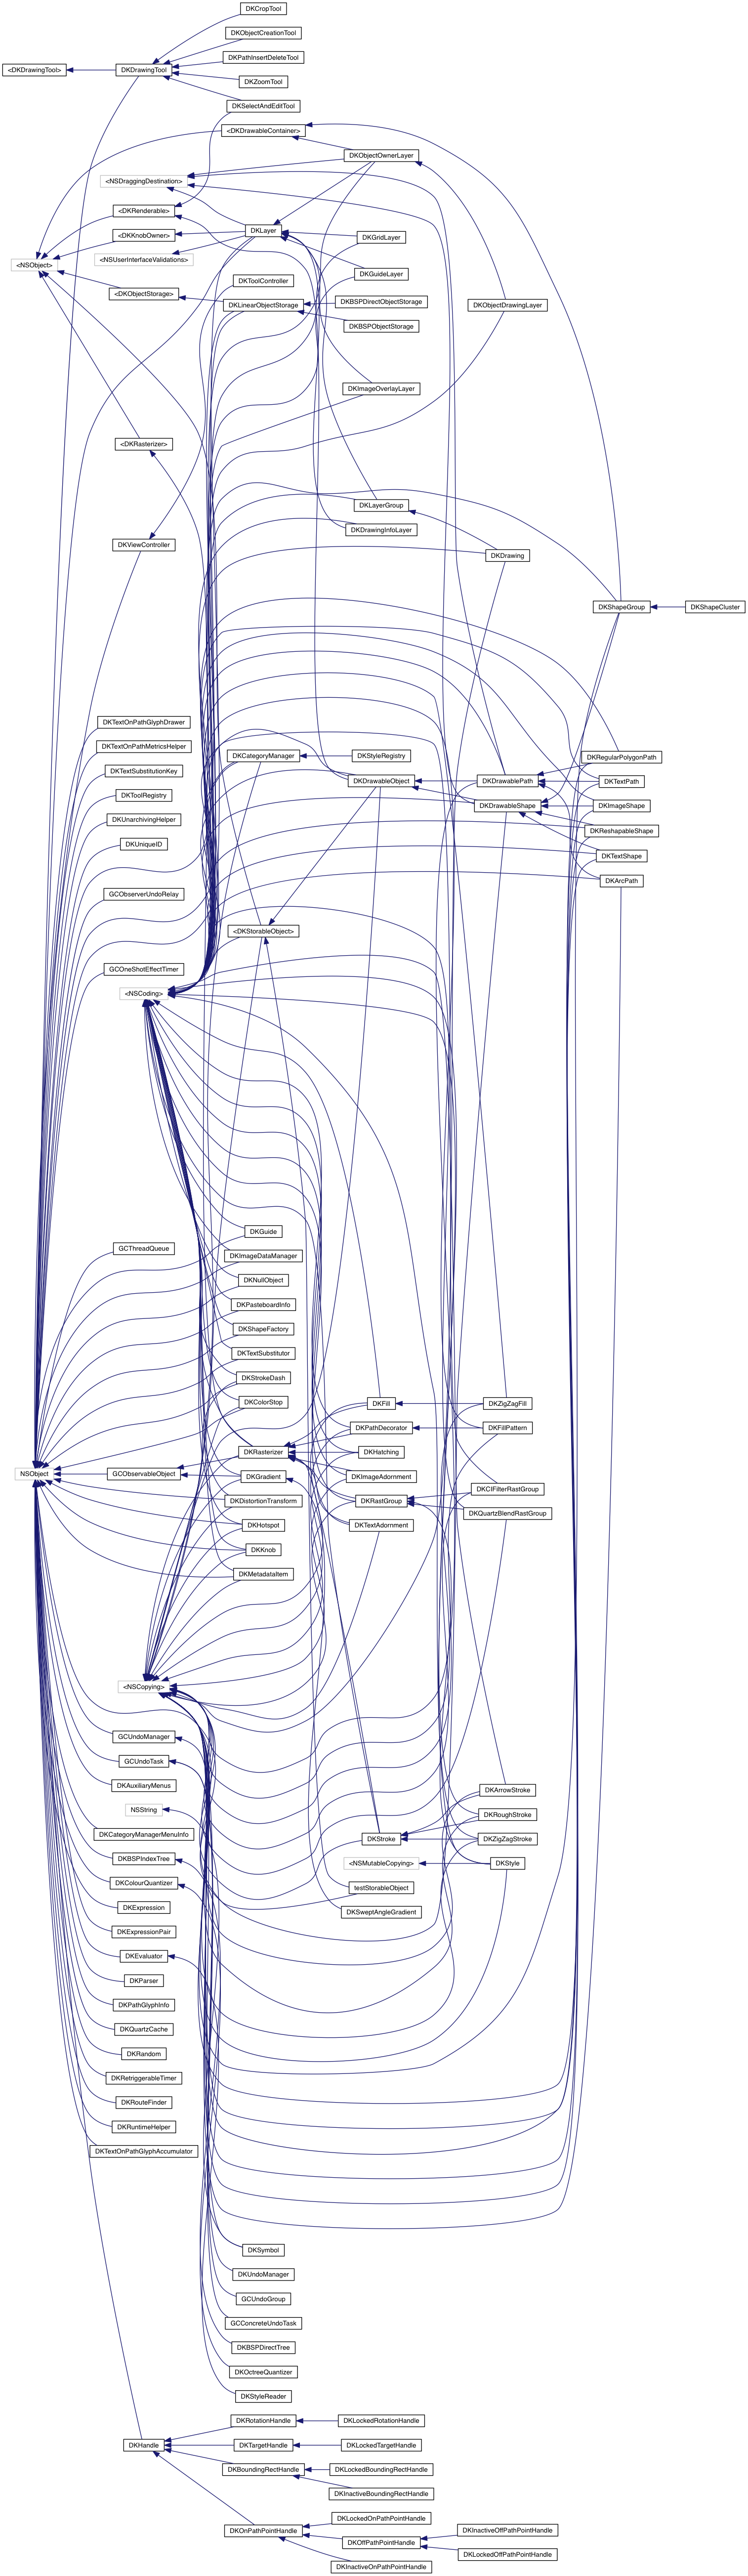 DKCropTool
DKObjectCreationTool
DKPathInsertDeleteTool
<DKDrawingTool>
DKDrawingTool
DKZoomTool
DKSelectAndEditTool
<DKDrawableContainer>
DKObjectOwnerLayer
<NSDraggingDestination>
<DKRenderable>
DKLayer
<DKKnobOwner>
DKGridLayer
<NSUserInterfaceValidations>
<NSObject>
DKGuideLayer
DKToolController
<DKObjectStorage>
DKBSPDirectObjectStorage
DKLinearObjectStorage
DKObjectDrawingLayer
DKBSPObjectStorage
DKImageOverlayLayer
<DKRasterizer>
DKLayerGroup
DKDrawingInfoLayer
DKViewController
DKDrawing
DKShapeGroup
DKShapeCluster
DKTextOnPathGlyphDrawer
DKTextOnPathMetricsHelper
DKCategoryManager
DKStyleRegistry
DKRegularPolygonPath
DKTextSubstitutionKey
DKDrawableObject
DKDrawablePath
DKTextPath
DKToolRegistry
DKDrawableShape
DKImageShape
DKUnarchivingHelper
DKReshapableShape
DKUniqueID
DKTextShape
DKArcPath
GCObserverUndoRelay
<DKStorableObject>
GCOneShotEffectTimer
<NSCoding>
DKGuide
GCThreadQueue
DKImageDataManager
DKNullObject
DKPasteboardInfo
DKShapeFactory
DKTextSubstitutor
DKStrokeDash
DKColorStop
DKFill
DKZigZagFill
DKPathDecorator
DKFillPattern
DKRasterizer
DKHatching
NSObject
GCObservableObject
DKGradient
DKImageAdornment
DKCIFilterRastGroup
DKDistortionTransform
DKRastGroup
DKQuartzBlendRastGroup
DKHotspot
DKTextAdornment
DKKnob
DKMetadataItem
<NSCopying>
GCUndoManager
GCUndoTask
DKAuxiliaryMenus
DKArrowStroke
NSString
DKRoughStroke
DKCategoryManagerMenuInfo
DKStroke
DKZigZagStroke
DKBSPIndexTree
<NSMutableCopying>
DKStyle
DKColourQuantizer
testStorableObject
DKExpression
DKSweptAngleGradient
DKExpressionPair
DKEvaluator
DKParser
DKPathGlyphInfo
DKQuartzCache
DKRandom
DKRetriggerableTimer
DKRouteFinder
DKRuntimeHelper
DKTextOnPathGlyphAccumulator
DKSymbol
DKUndoManager
GCUndoGroup
GCConcreteUndoTask
DKBSPDirectTree
DKOctreeQuantizer
DKStyleReader
DKRotationHandle
DKLockedRotationHandle
DKHandle
DKTargetHandle
DKLockedTargetHandle
DKBoundingRectHandle
DKLockedBoundingRectHandle
DKInactiveBoundingRectHandle
DKLockedOnPathPointHandle
DKOnPathPointHandle
DKInactiveOffPathPointHandle
DKOffPathPointHandle
DKLockedOffPathPointHandle
DKInactiveOnPathPointHandle